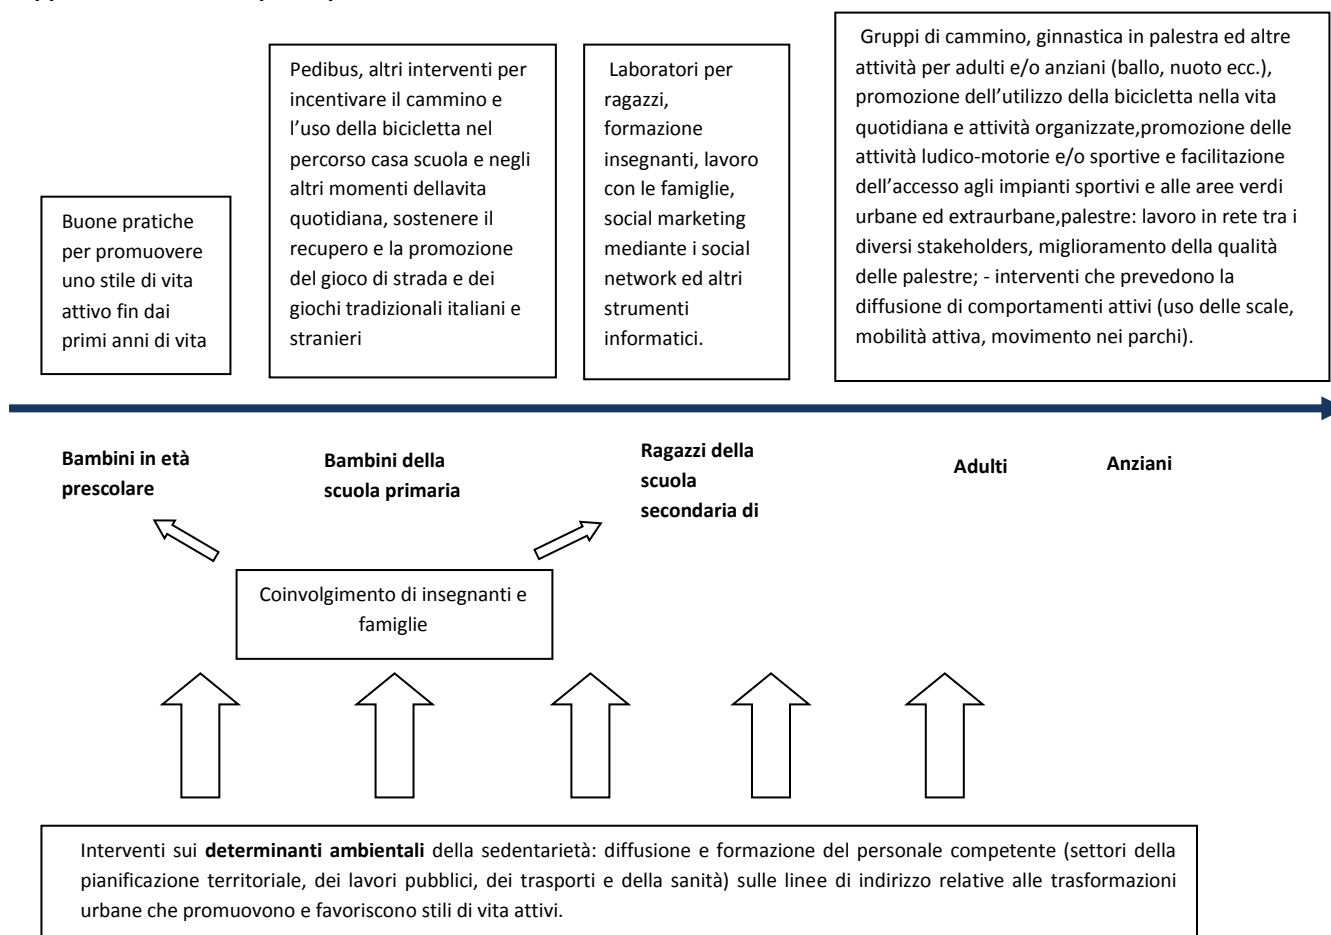 Buone pratiche
per promuovere
uno stile di vita
attivo fin dai
primi anni di vita
Pedibus, altri interventi per
incentivare il cammino e
l’uso della bicicletta nel
percorso casa scuola e negli
altri momenti dellavita
quotidiana, sostenere il
recupero e la promozione
del gioco di strada e dei
giochi tradizionali italiani e
stranieri
Laboratori per
ragazzi,
formazione
insegnanti, lavoro
con le famiglie,
social marketing
mediante i social
network ed altri
strumenti
informatici.
Gruppi di cammino, ginnastica in palestra ed altre
attività per adulti e/o anziani (ballo, nuoto ecc.),
promozione dell’utilizzo della bicicletta nella vita
quotidiana e attività organizzate,promozione delle
attività ludico-motorie e/o sportive e facilitazione
dell’accesso agli impianti sportivi e alle aree verdi
urbane ed extraurbane,palestre: lavoro in rete tra i
diversi stakeholders, miglioramento della qualità
delle palestre; - interventi che prevedono la
diffusione di comportamenti attivi (uso delle scale,
mobilità attiva, movimento nei parchi).
Bambini in età
prescolare
Bambini della
scuola primaria
Ragazzi della
scuola
secondaria di
Adulti
Anziani
Coinvolgimento di insegnanti e
famiglie
Interventi sui determinanti ambientali della sedentarietà: diffusione e formazione del personale competente (settori della
pianificazione territoriale, dei lavori pubblici, dei trasporti e della sanità) sulle linee di indirizzo relative alle trasformazioni
urbane che promuovono e favoriscono stili di vita attivi.